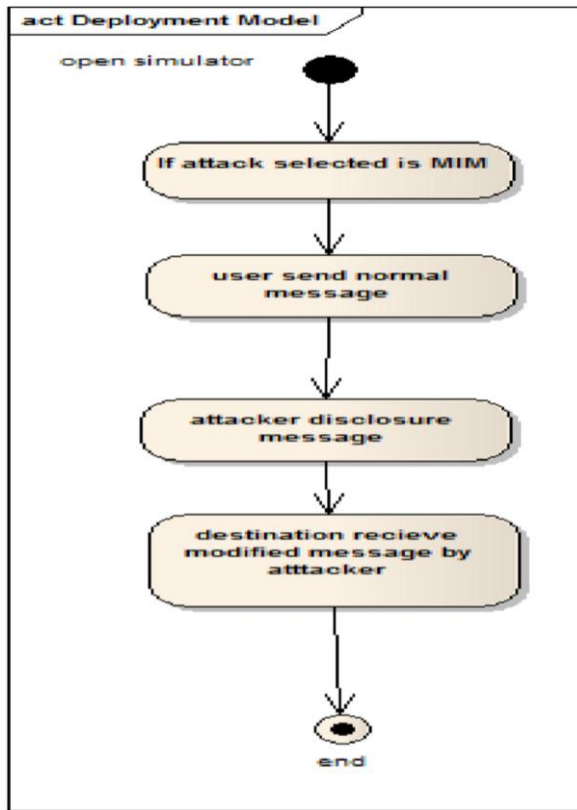 act Deployment Model
open simulator
If attack selected is MIM
user send normal
message
attacker disclosure
message
destination recieve
modified message by
atttacker
end